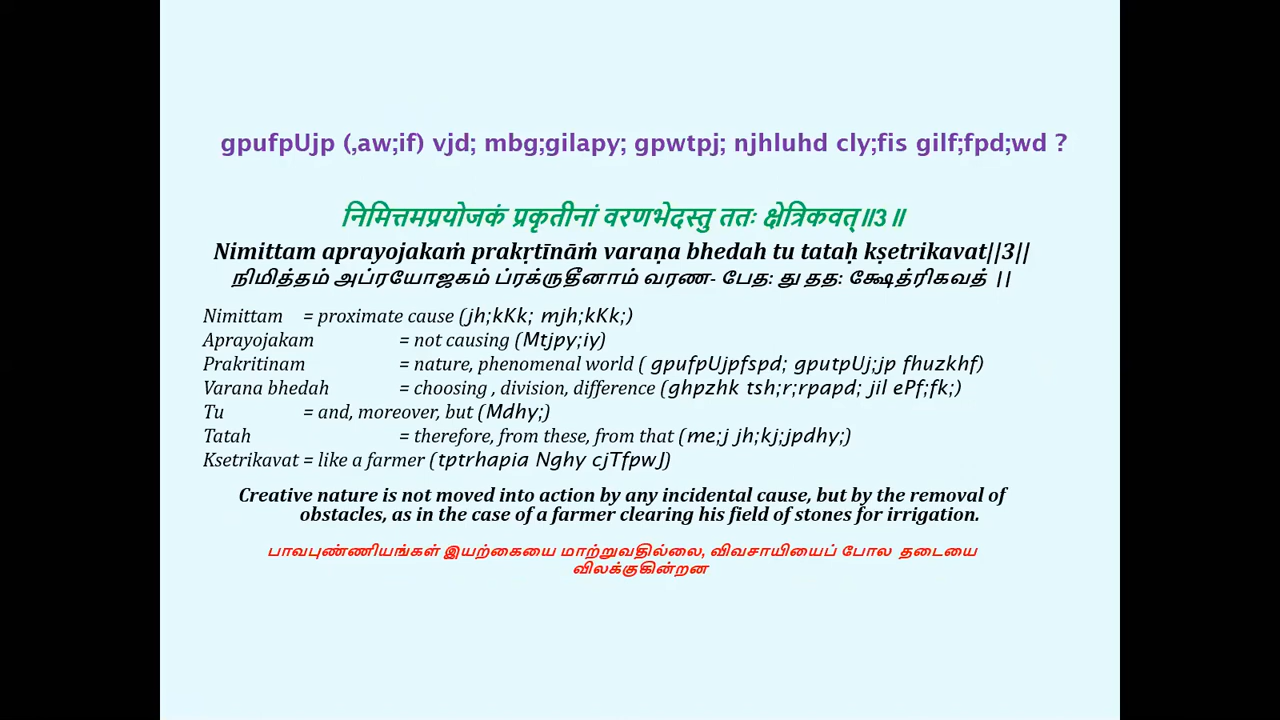 gpufpUjp (,aw;if) vjd; mbg;gilapy; gpwtpj; njhluhd cly;fis gilf;fpd;wd ?
निमित्तमप्रयोजकं प्रकृतीनां वरणभेदस्तु ततः क्षेत्रिकवत्॥3॥
Nimittam aprayojakaṁ prakṛtīnāṁ varaṇa bhedah tu tataḥ kṣetrikavat||3||
நிமித்தம் அப்ரயோஜகம் ப்ரக்ருதீனாம் வரண- பேத: து தத: க்ஷேத்ரிகவத் ||
Nimittam = proximate cause (jh;kKk; mjh;kKk;)
Aprayojakam = not causing (Mtjpy;iy)
Prakritinam = nature, phenomenal world ( gpufpUjpfspd; gputpUj;jp fhuzkhf)
Varana bhedah = choosing , division, difference (ghpzhk tsh;r;rpapd; jil ePf;fk;)
Tu = and, moreover, but (Mdhy;)
Tatah = therefore, from these, from that (me;j jh;kj;jpdhy;)
Ksetrikavat = like a farmer (tptrhapia Nghy cjTfpwJ)
Creative nature is not moved into action by any incidental cause, but by the removal of
obstacles, as in the case of a farmer clearing his field of stones for irrigation.
பாவபுண்ணியங்கள் இயற்கையை மாற்றுவதில்லை, விவசாயியைப் போல தடையை
விலக்குகின்றன